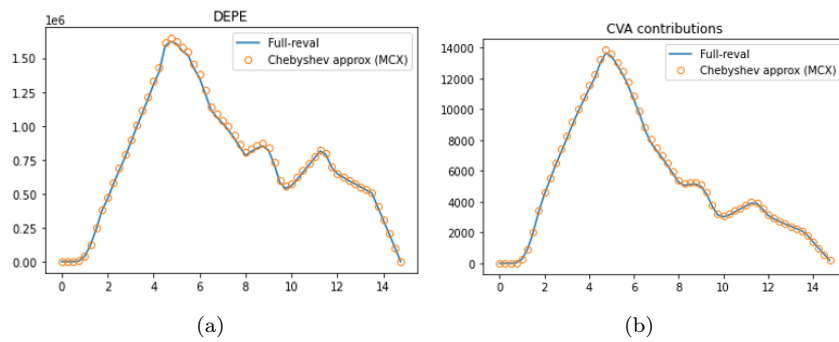 DEPE
1e6
Full-reval
Chebyshev approx (MCX)
1.50
1.25
1.00
0.75
0.50
0.25
0.00
0 2 4 6 8 10 12 14
(a)
CVA contributions
Full-reval
Chebyshev approx (MCX)
14000
12000
10000
8000
6000
4000
2000
0
0 2 4 6 8 10 12 14
(b)